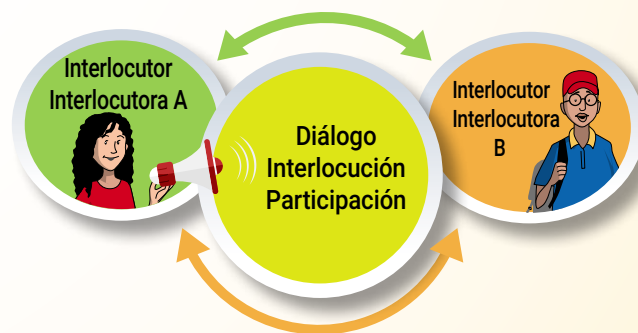 Interlocutor
Interlocutora A
Diálogo
Interlocución
Participación
Interlocutor
Interlocutora
B